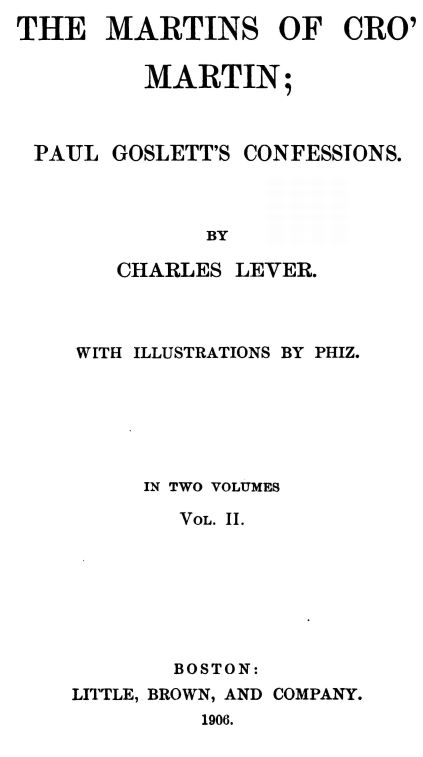 THE MARTINS OF CRO'
MARTIN;
PAUL GOSLETT'S CONFESSIONS.
BY
CHARLES LEVER.
WITH ILLUSTRATIONS BY PHIZ.
IN TWO VOLUMES
VOL. II.
BOSTON:
LITTLE, BROWN, AND COMPANY.
1906.